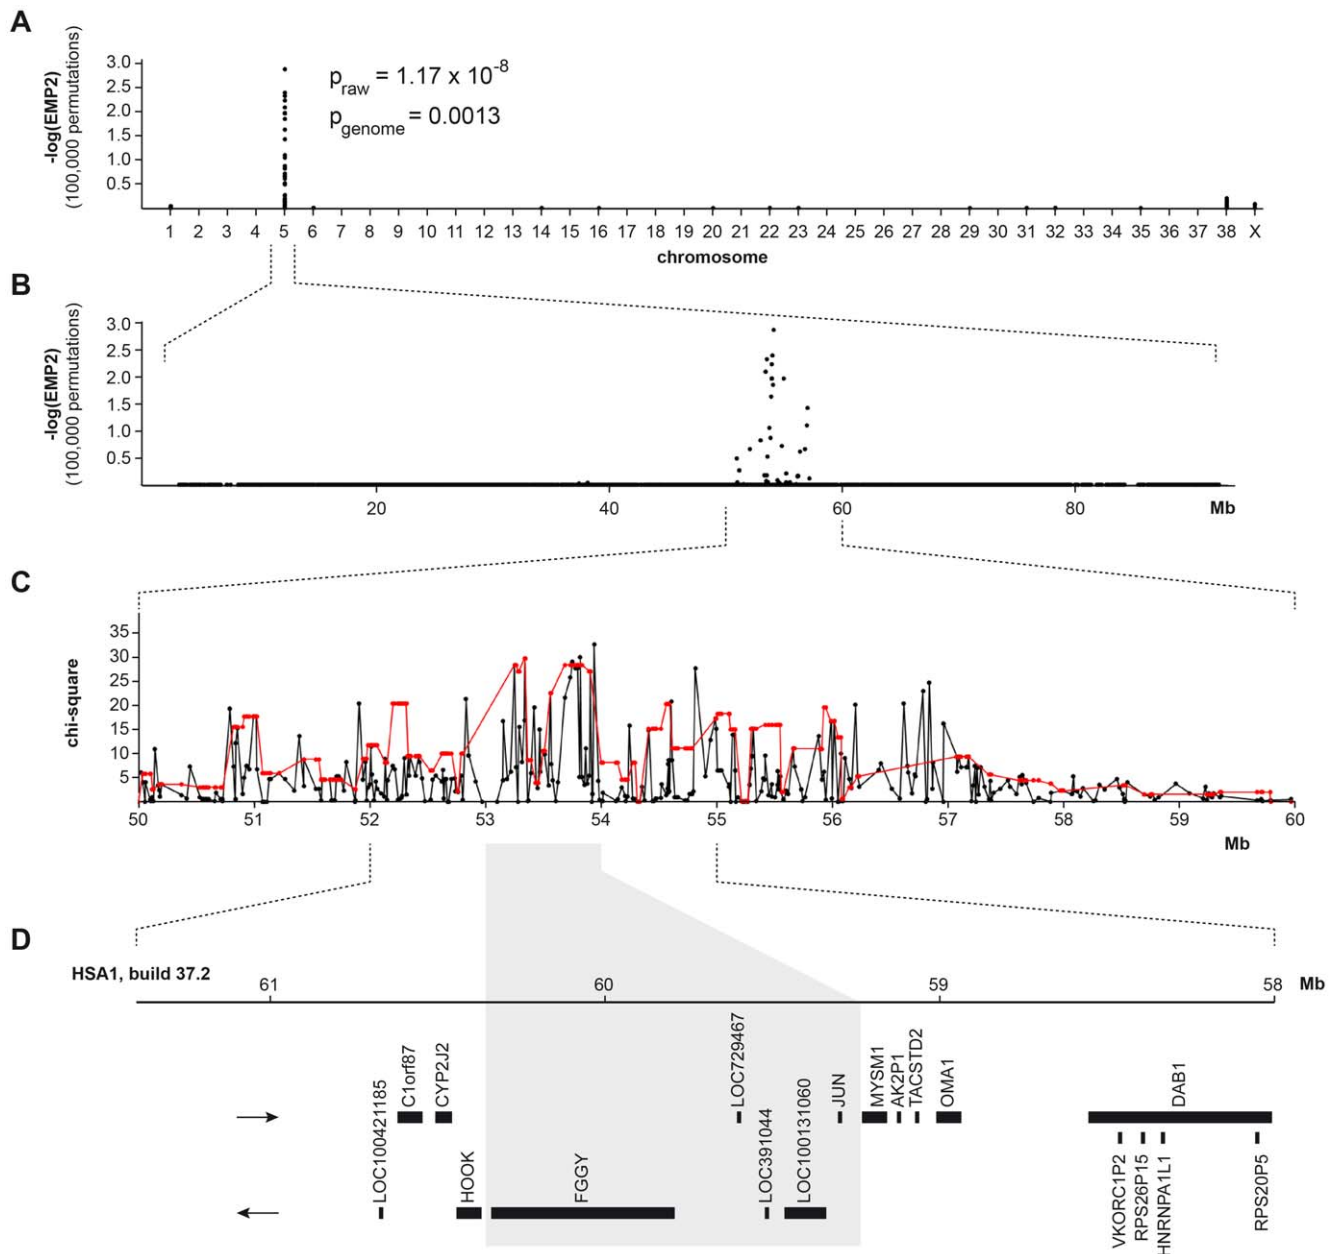 A
-log(EMP2)
(100,000 permutations)
3.0
2.5
2.0
1.5
1.0
0.5
p_raw = 1.17 x 10^-8
p_genome = 0.0013
1 2 3 4 5 6 7 8 9 10 11 12 13 14 15 16 17 18 19 20 21 22 23 24 25 26 27 28 29 30 31 32 33 34 35 36 37 38 X
chromosome
B
-log(EMP2)
(100,000 permutations)
3.0
2.5
2.0
1.5
1.0
0.5
20 40 60 80 Mb
C
chi-square
35
30
25
20
15
10
5
50 51 52 53 54 55 56 57 58 59 60
Mb
D
HSA1, build 37.2
61 60 59 58 Mb
LOC100421185
C1orf87
CYP2J2
HOOK
FGGY
LOC729467
LOC391044
LOC100131060
JUN
MYSM1
AK2P1
TACSTD2
OMA1
DAB1
VKORC1P2
RPS26P15
HNRNPA1L1
RPS20P5